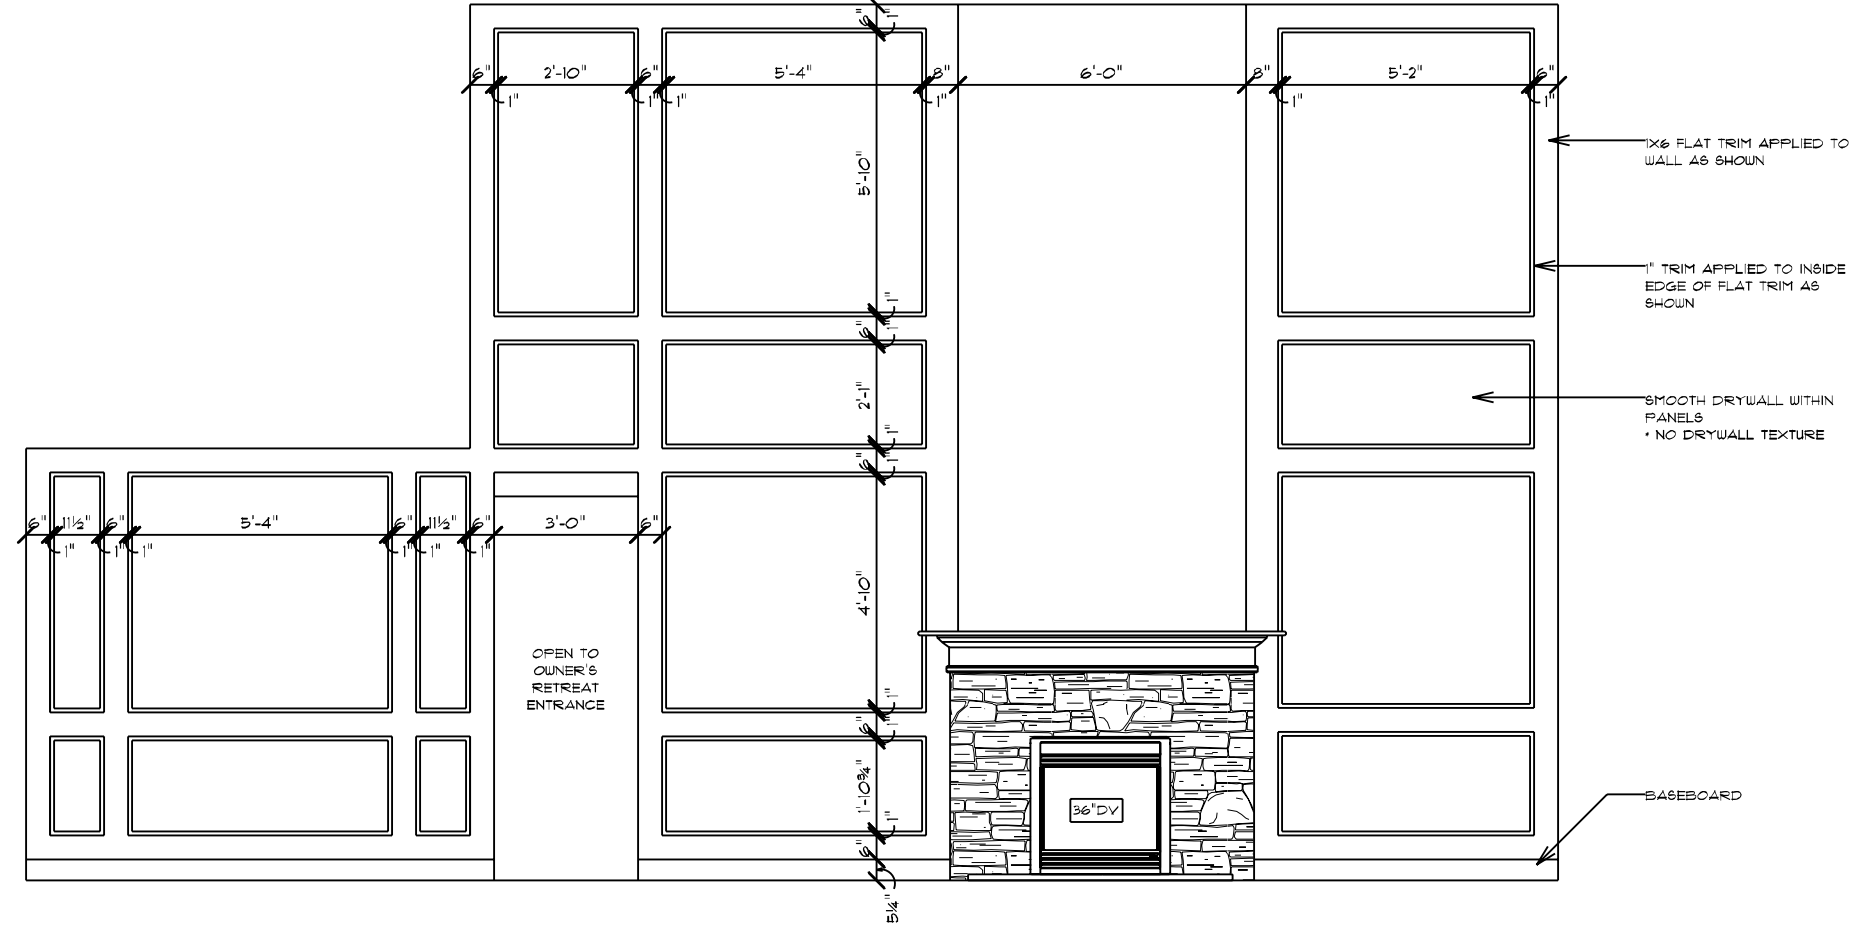 6"
1"
6" 2'-10" 6" 5'-4" 8" 6'-0" 8" 5'-2" 6"
1" 1" 1" 1" 1" 1"
1X6 FLAT TRIM APPLIED TO
WALL AS SHOWN
5'-10"
1" TRIM APPLIED TO INSIDE
EDGE OF FLAT TRIM AS
SHOWN
1"
6"
1"
2'-1"
SMOOTH DRYWALL WITHIN
PANELS
• NO DRYWALL TEXTURE
1"
6"
1"
6" 11½" 6" 5'-4" 6" 11½" 6" 3'-0" 6"
1" 1" 1" 1" 1" 1"
4'-10"
OPEN TO
OWNER'S
RETREAT
ENTRANCE
1"
6"
1"
1'-10¾"
36"DV
BASEBOARD
1"
6"
5¼"